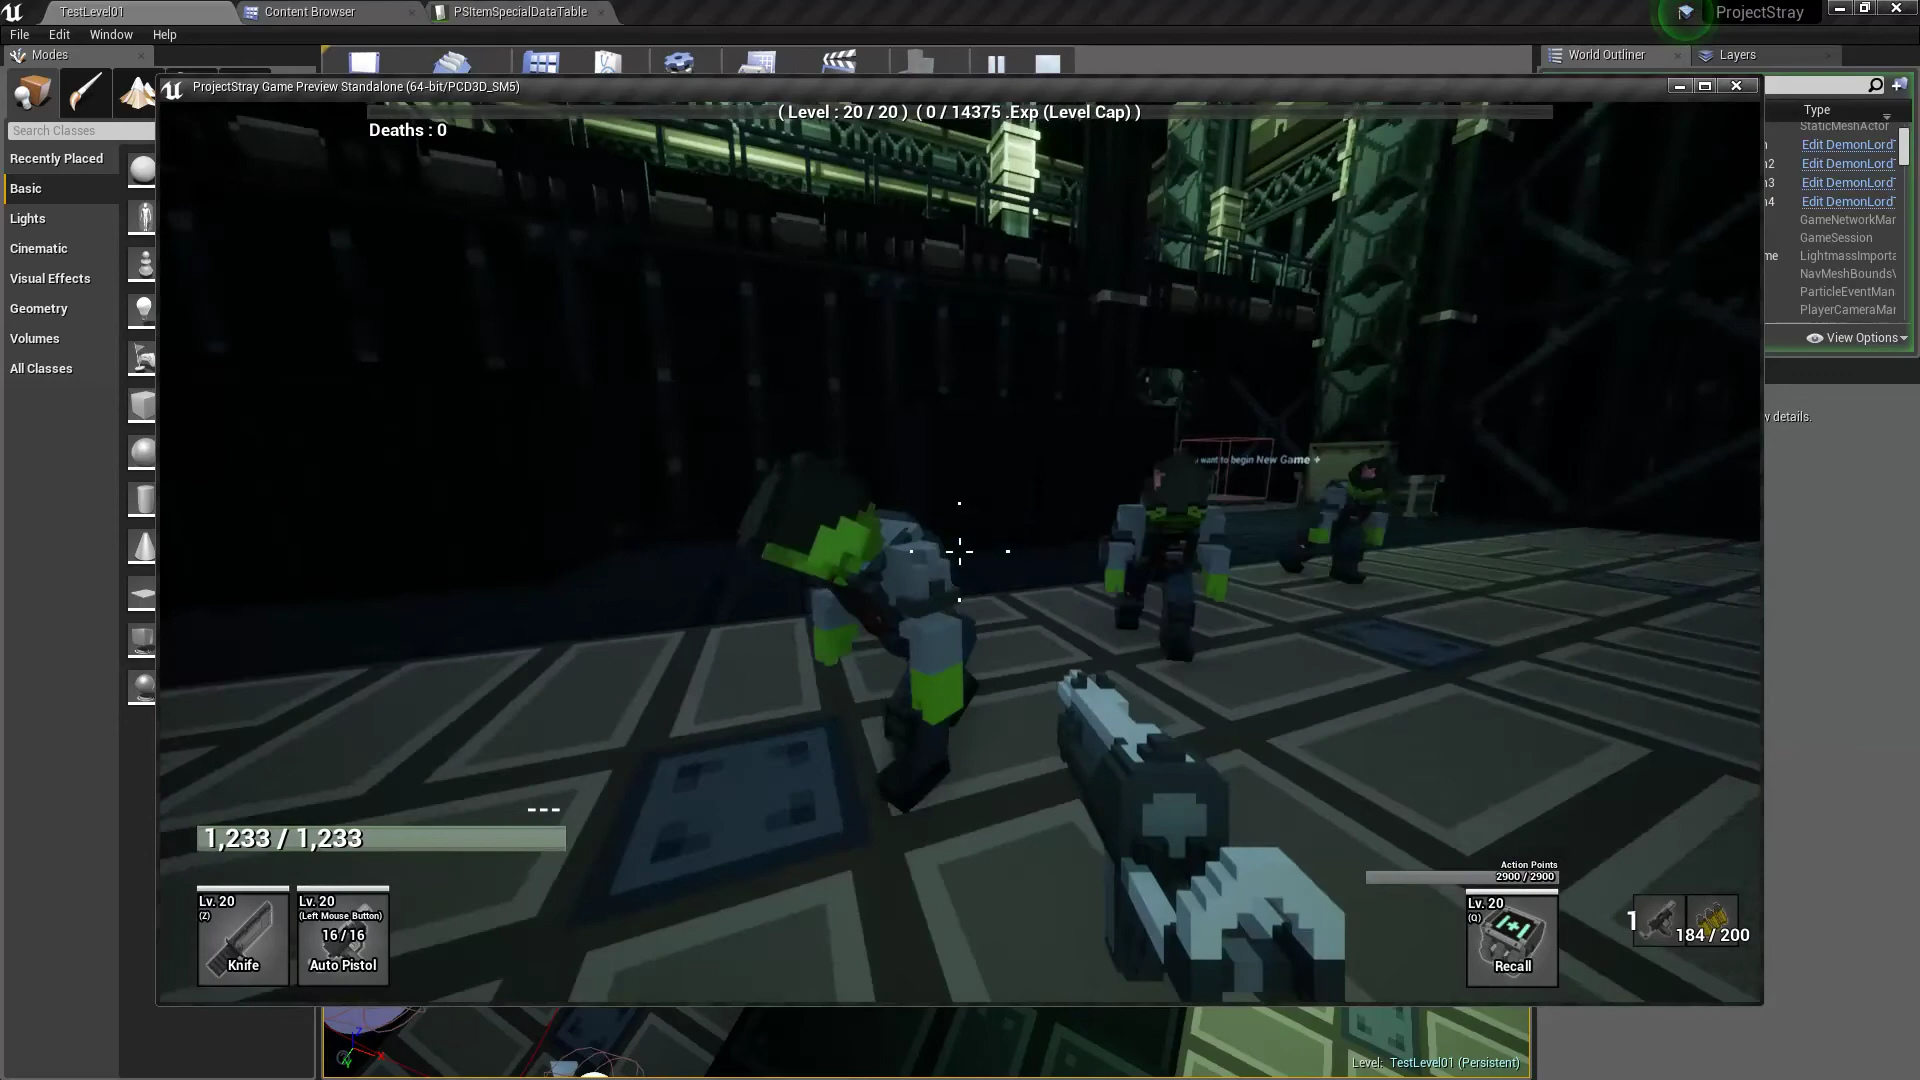 TestLevel01
Content Browser
PSItemSpecialDataTable
ProjectStray
File Edit Window Help
Modes
World Outliner
Layers
ProjectStray Game Preview Standalone (64-bit/PCD3D_SM5)
Search Classes
Type
( Level : 20 / 20 ) ( 0 / 14375 .Exp (Level Cap) )
Deaths : 0
StaticMeshActor
Edit DemonLord
Edit DemonLord
Edit DemonLord
Edit DemonLord
GameNetworkMar
GameSession
LightmassImporta
NavMeshBounds
ParticleEventMan
PlayerCameraMar
View Options
Recently Placed
Basic
Lights
Cinematic
Visual Effects
Geometry
Volumes
All Classes
details.
want to begin New Game +
1,233 / 1,233
Lv. 20
(Z)
Knife
Lv. 20
(Left Mouse Button)
16 / 16
Auto Pistol
Action Points
2900 / 2900
Lv. 20
(Q)
Recall
1
184 / 200
Level: TestLevel01 (Persistent)